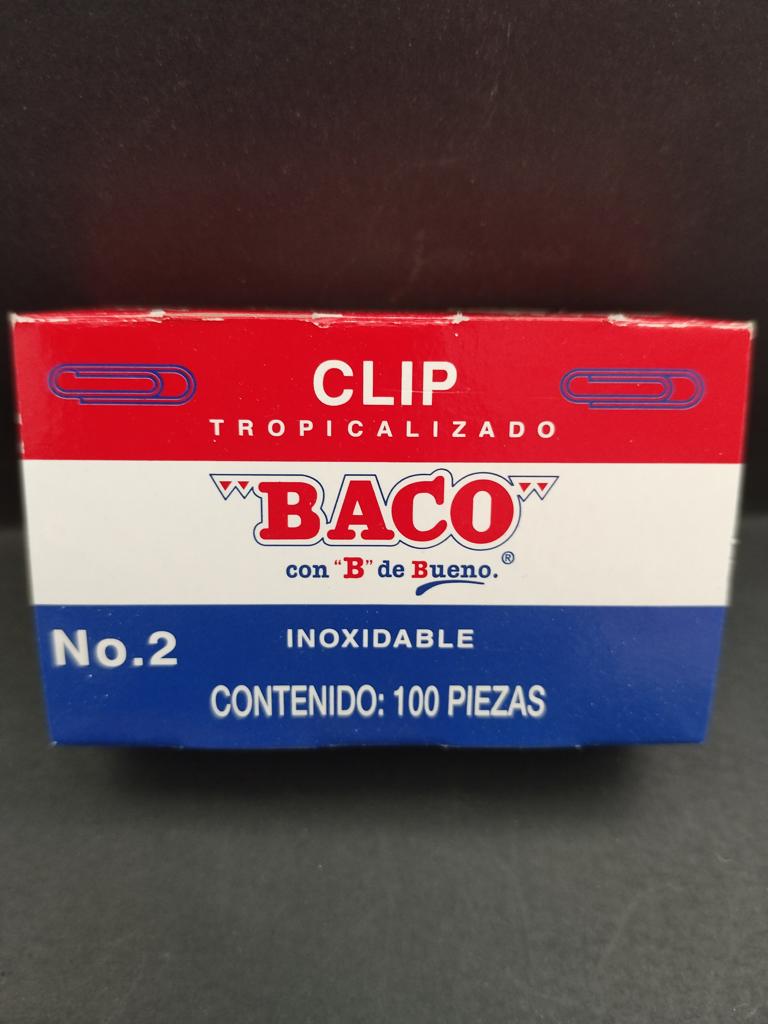 CLIP
TROPICALIZADO
"BACO"
con "B" de Bueno.®
No.2
INOXIDABLE
CONTENIDO: 100 PIEZAS